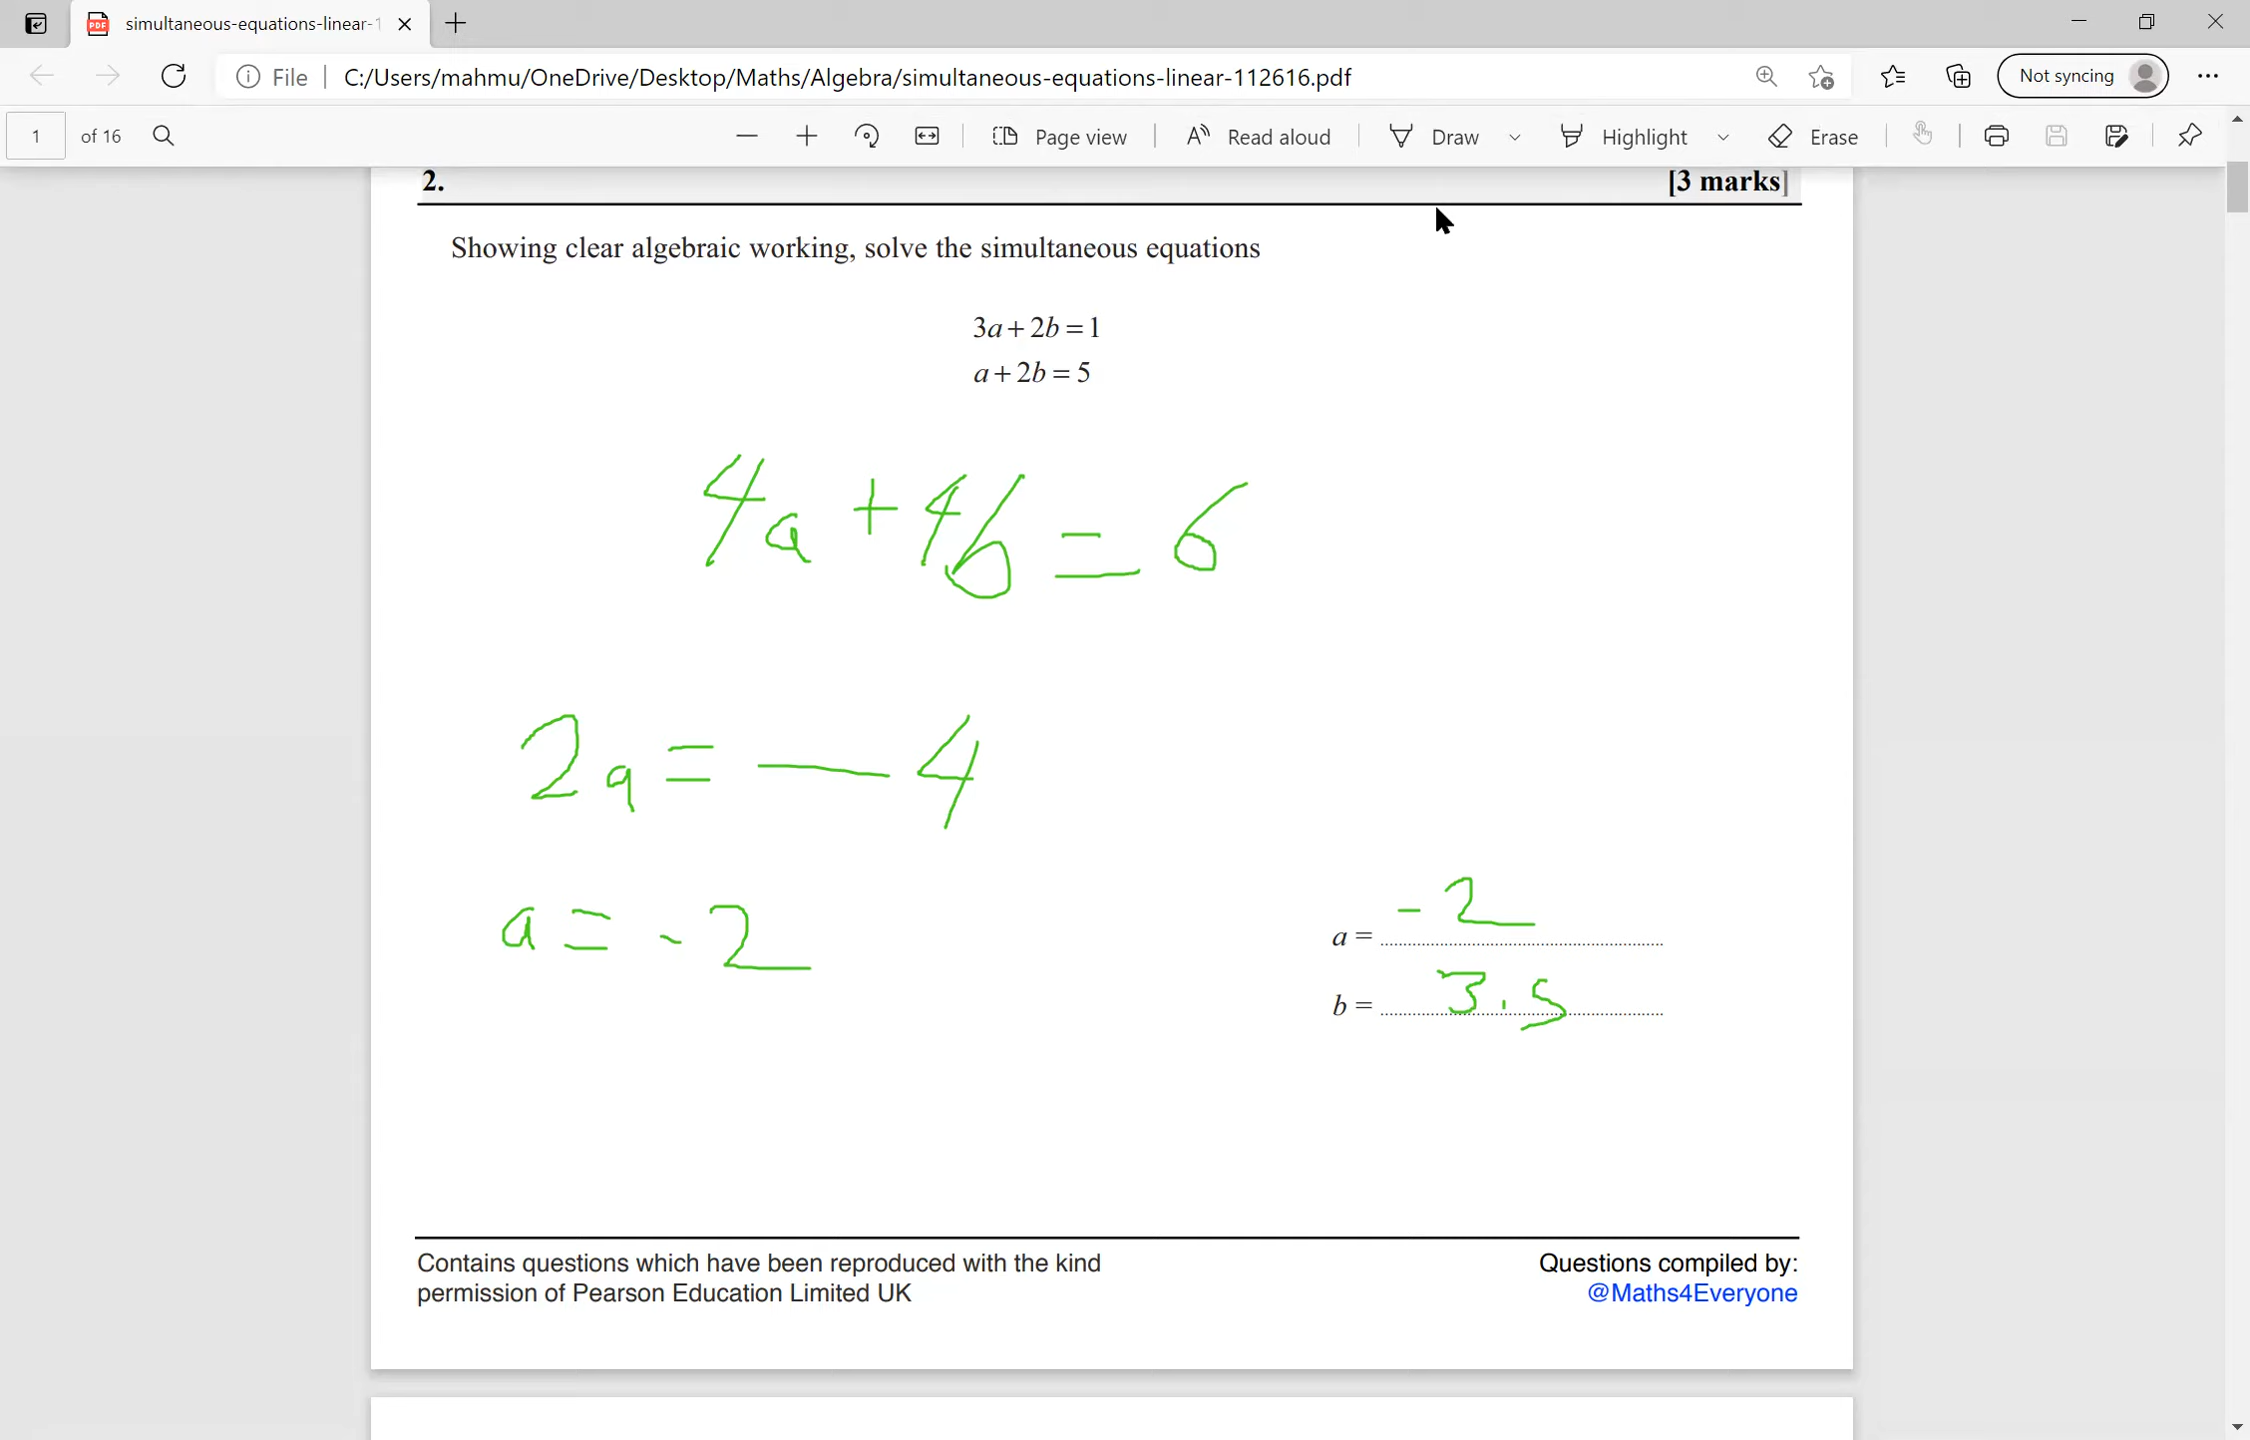 simultaneous-equations-linear-1
File C:/Users/mahmu/OneDrive/Desktop/Maths/Algebra/simultaneous-equations-linear-112616.pdf Not syncing
1 of 16 Page view Read aloud Draw Highlight Erase
2. [3 marks]
Showing clear algebraic working, solve the simultaneous equations
3a + 2b = 1
a + 2b = 5
4a + 4b = 6
2a = — 4
a = - 2
a = - 2
b = 3.5
Contains questions which have been reproduced with the kind
permission of Pearson Education Limited UK
Questions compiled by:
@Maths4Everyone